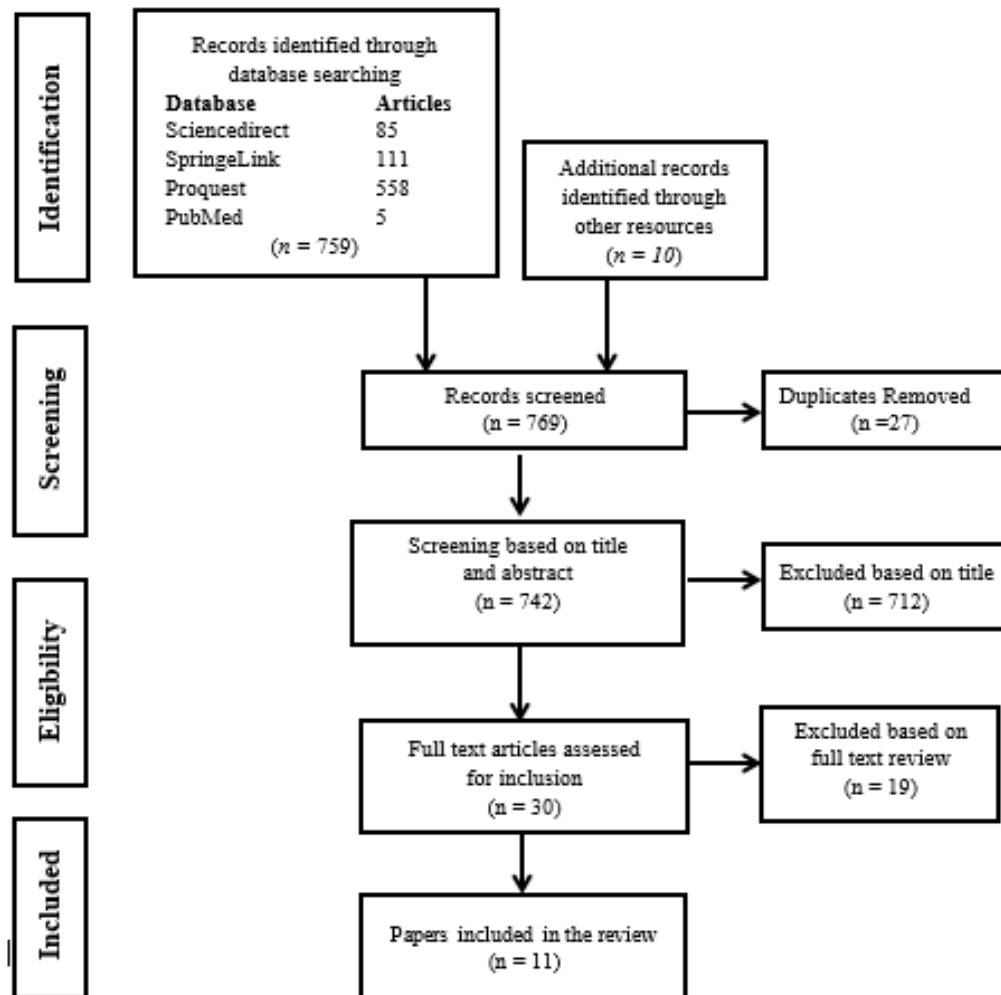 Identification
Records identified through
database searching
Database Articles
Sciencedirect 85
SpringeLink 111
Proquest 558
PubMed 5
(n = 759)
Additional records
identified through
other resources
(n = 10)
Screening
Records screened
(n = 769)
Duplicates Removed
(n =27)
Screening based on title
and abstract
(n = 742)
Excluded based on title
(n = 712)
Eligibility
Full text articles assessed
for inclusion
(n = 30)
Excluded based on
full text review
(n = 19)
Included
Papers included in the review
(n = 11)